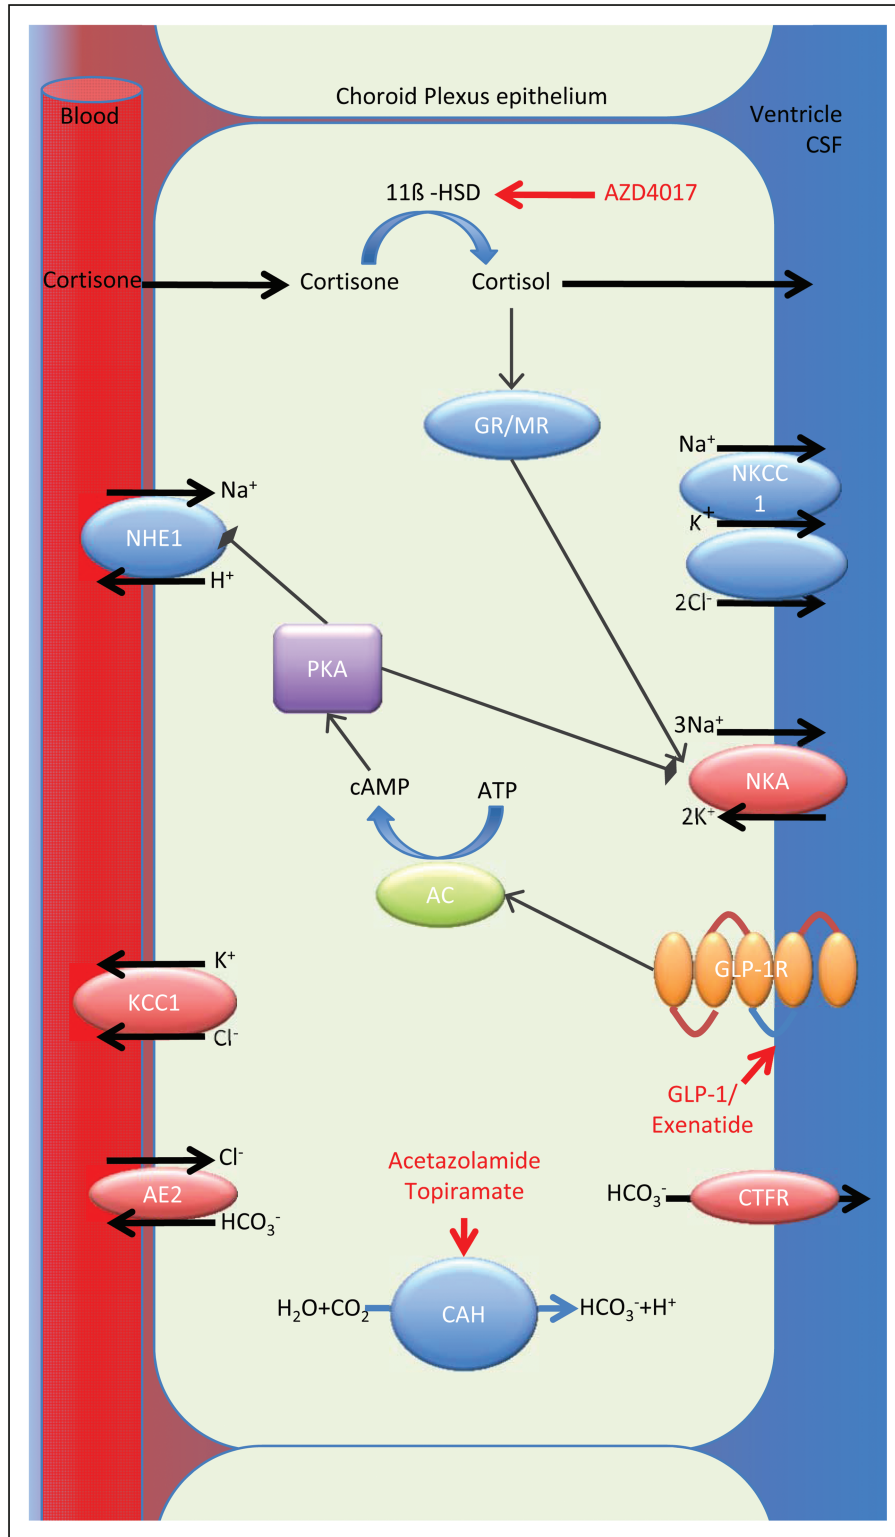 Choroid Plexus epithelium
Blood
Ventricle
CSF
11ß -HSD
AZD4017
Cortisone
Cortisone
Cortisol
GR/MR
Na⁺
NKCC
1
K⁺
2Cl⁻
Na⁺
NHE1
H⁺
PKA
3Na⁺
NKA
2K⁺
cAMP
ATP
AC
GLP-1R
K⁺
KCC1
Cl⁻
GLP-1/
Exenatide
Cl⁻
AE2
HCO₃⁻
Acetazolamide
Topiramate
HCO₃⁻
CTFR
H₂O+CO₂
CAH
HCO₃⁻+H⁺